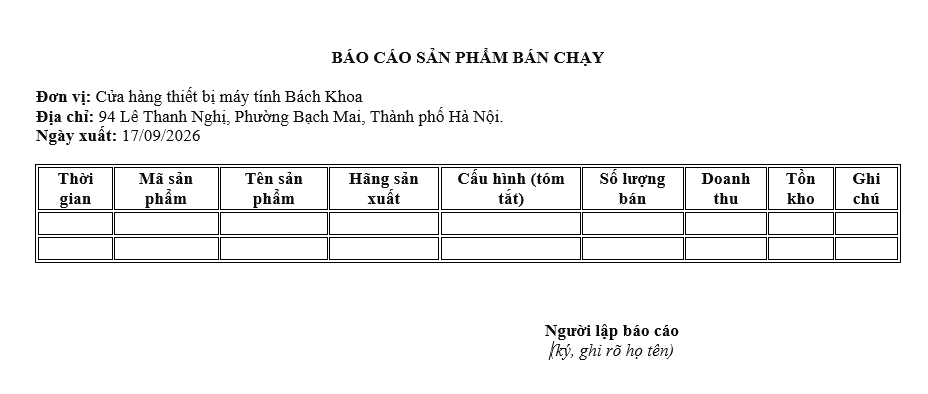 BÁO CÁO SẢN PHẨM BÁN CHẠY
Đơn vị: Cửa hàng thiết bị máy tính Bách Khoa
Địa chỉ: 94 Lê Thanh Nghị, Phường Bạch Mai, Thành phố Hà Nội.
Ngày xuất: 17/09/2026
Thời gian Mã sản phẩm Tên sản phẩm Hãng sản xuất Cấu hình (tóm tắt) Số lượng bán Doanh thu Tồn kho Ghi chú
Người lập báo cáo
(ký, ghi rõ họ tên)